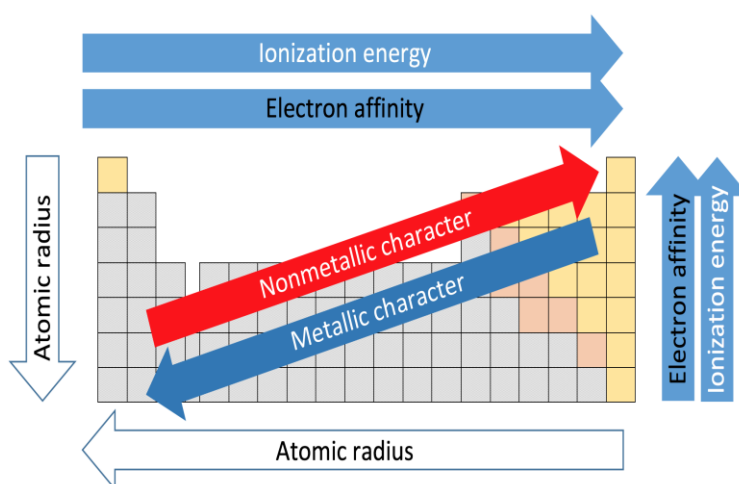 Ionization energy
Electron affinity
Atomic radius
Nonmetallic character
Metallic character
Electron affinity
Ionization energy
Atomic radius